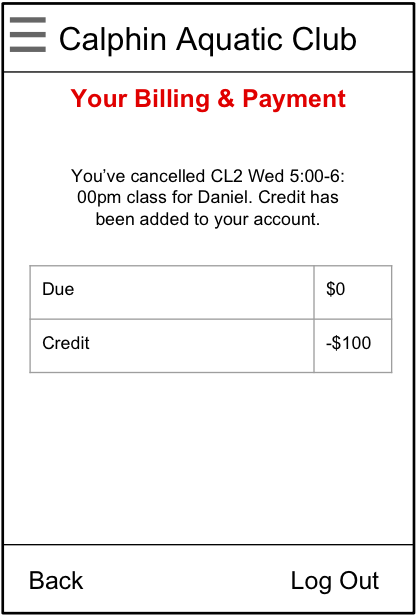 Calphin Aquatic Club
Your Billing & Payment
You've cancelled CL2 Wed 5:00-6:
00pm class for Daniel. Credit has
been added to your account.
Due $0
Credit -$100
Back Log Out